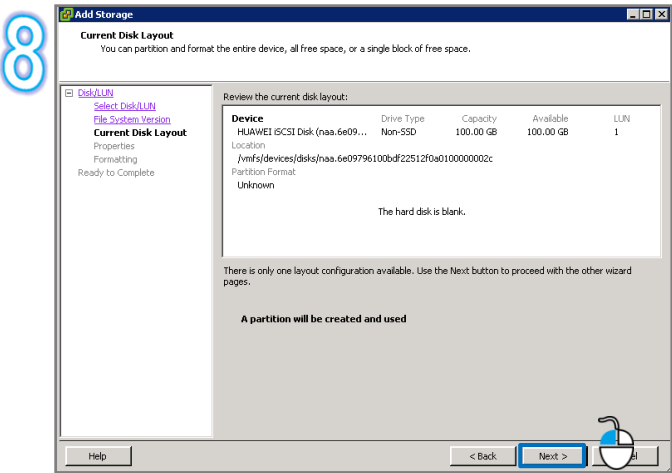 8
Add Storage
Current Disk Layout
You can partition and format the entire device, all free space, or a single block of free space.
Disk/LUN
Select Disk/LUN
File System Version
Current Disk Layout
Properties
Formatting
Ready to Complete
Review the current disk layout:
Device Drive Type Capacity Available LUN
HUAWEI iSCSI Disk (naa.6e09... Non-SSD 100.00 GB 100.00 GB 1
Location
/vmfs/devices/disks/naa.6e09796100bdf22512f0a0100000002c
Partition Format
Unknown
The hard disk is blank.
There is only one layout configuration available. Use the Next button to proceed with the other wizard
pages.
A partition will be created and used
Help < Back Next >